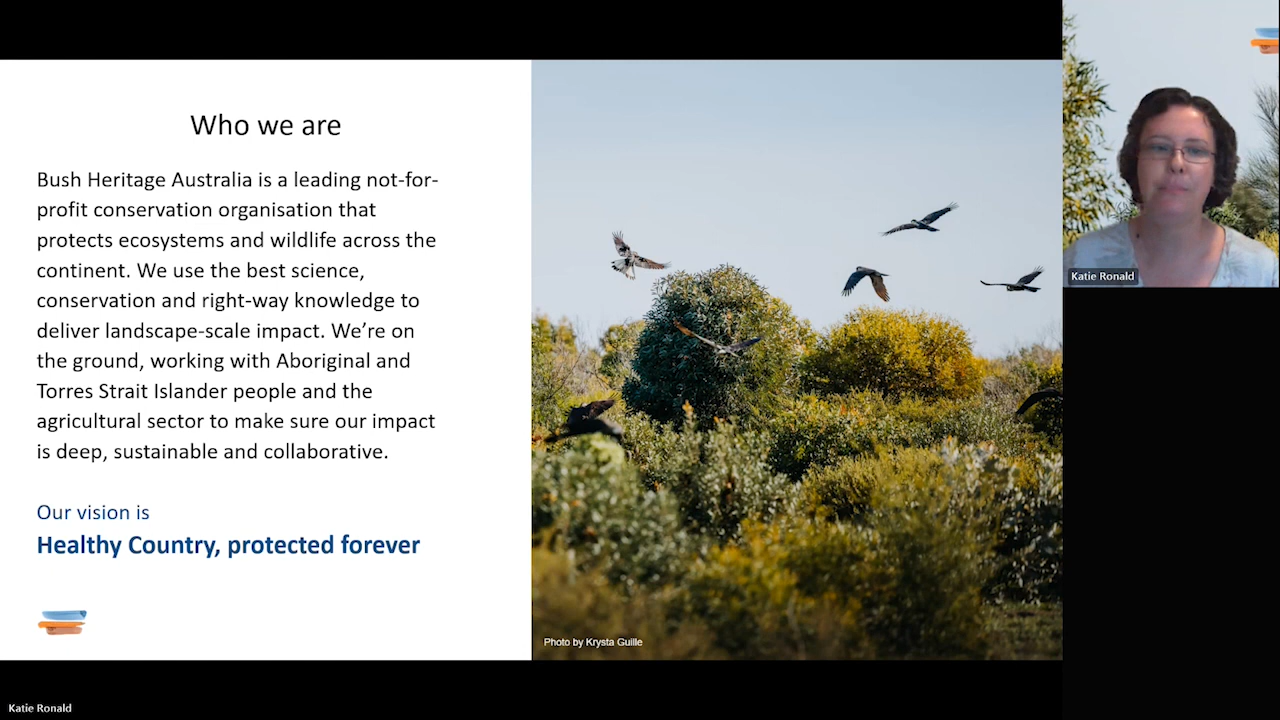 Who we are
Bush Heritage Australia is a leading not-for-
profit conservation organisation that
protects ecosystems and wildlife across the
continent. We use the best science,
conservation and right-way knowledge to
deliver landscape-scale impact. We’re on
the ground, working with Aboriginal and
Torres Strait Islander people and the
agricultural sector to make sure our impact
is deep, sustainable and collaborative.
Our vision is
Healthy Country, protected forever
Photo by Krysta Guille
Katie Ronald
Katie Ronald